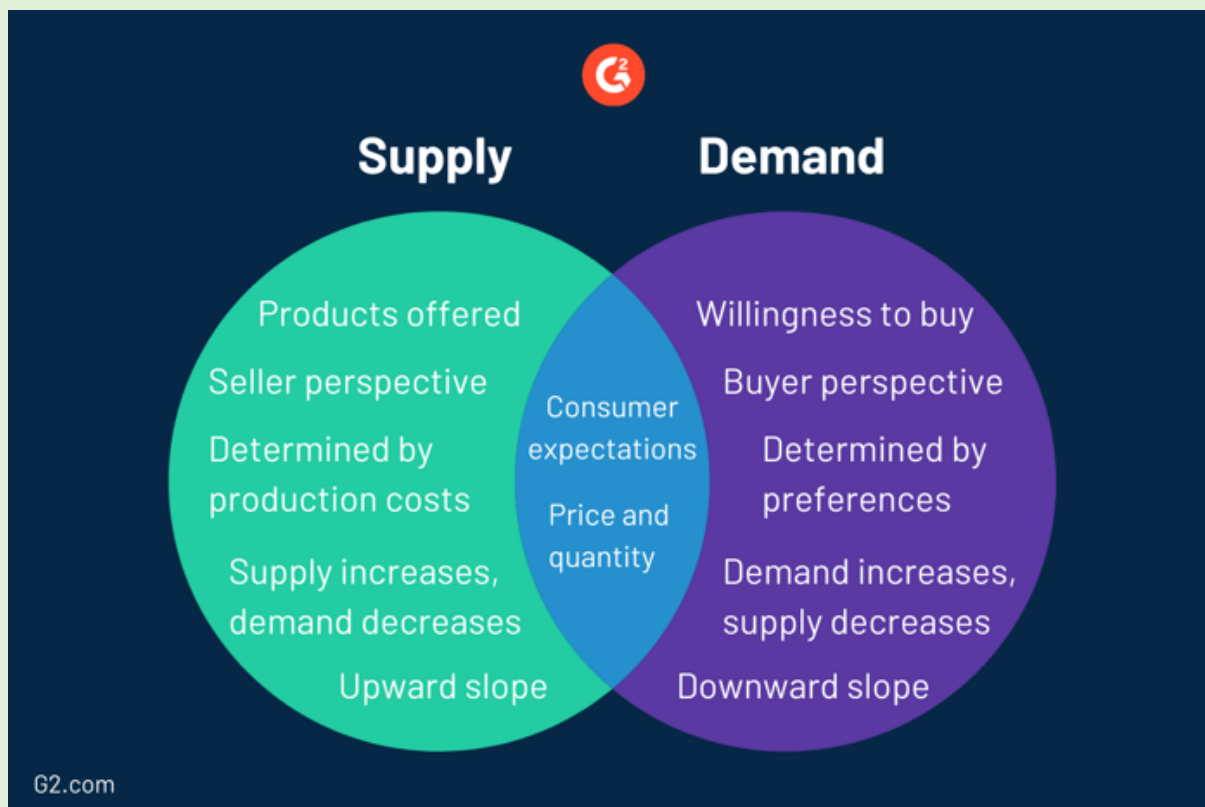 G2
Supply
Demand
Products offered
Seller perspective
Determined by
production costs
Supply increases,
demand decreases
Upward slope
Consumer
expectations
Price and
quantity
Willingness to buy
Buyer perspective
Determined by
preferences
Demand increases,
supply decreases
Downward slope
G2.com